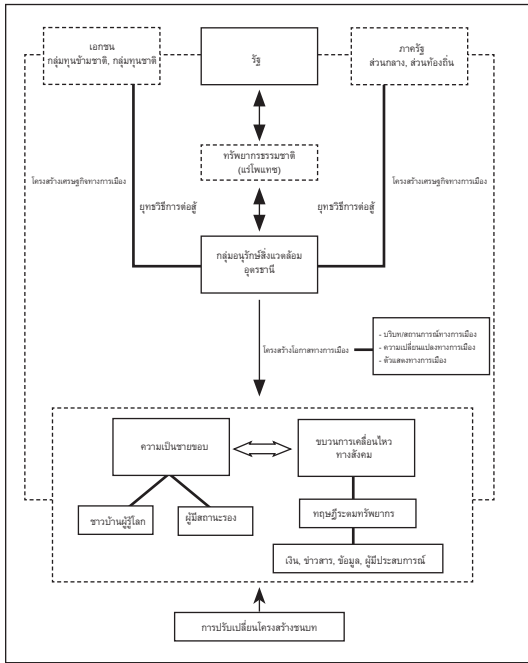 เอกชน
กลุ่มทุนข้ามชาติ, กลุ่มทุนชาติ
รัฐ
ภาครัฐ
ส่วนกลาง, ส่วนท้องถิ่น
ทรัพยากรธรรมชาติ
(แร่โพแทซ)
โครงสร้างเศรษฐกิจทางการเมือง
โครงสร้างเศรษฐกิจทางการเมือง
ยุทธวิธีการต่อสู้
ยุทธวิธีการต่อสู้
กลุ่มอนุรักษ์สิ่งแวดล้อม
อุดรธานี
โครงสร้างโอกาสทางการเมือง
- บริบท/สถานการณ์ทางการเมือง
- ความเปลี่ยนแปลงทางการเมือง
- ตัวแสดงทางการเมือง
ความเป็นชายขอบ
ขบวนการเคลื่อนไหว
ทางสังคม
ชาวบ้านผู้รู้โลก
ผู้มีสถานะรอง
ทฤษฎีระดมทรัพยากร
เงิน, ข่าวสาร, ข้อมูล, ผู้มีประสบการณ์
การปรับเปลี่ยนโครงสร้างชนบท